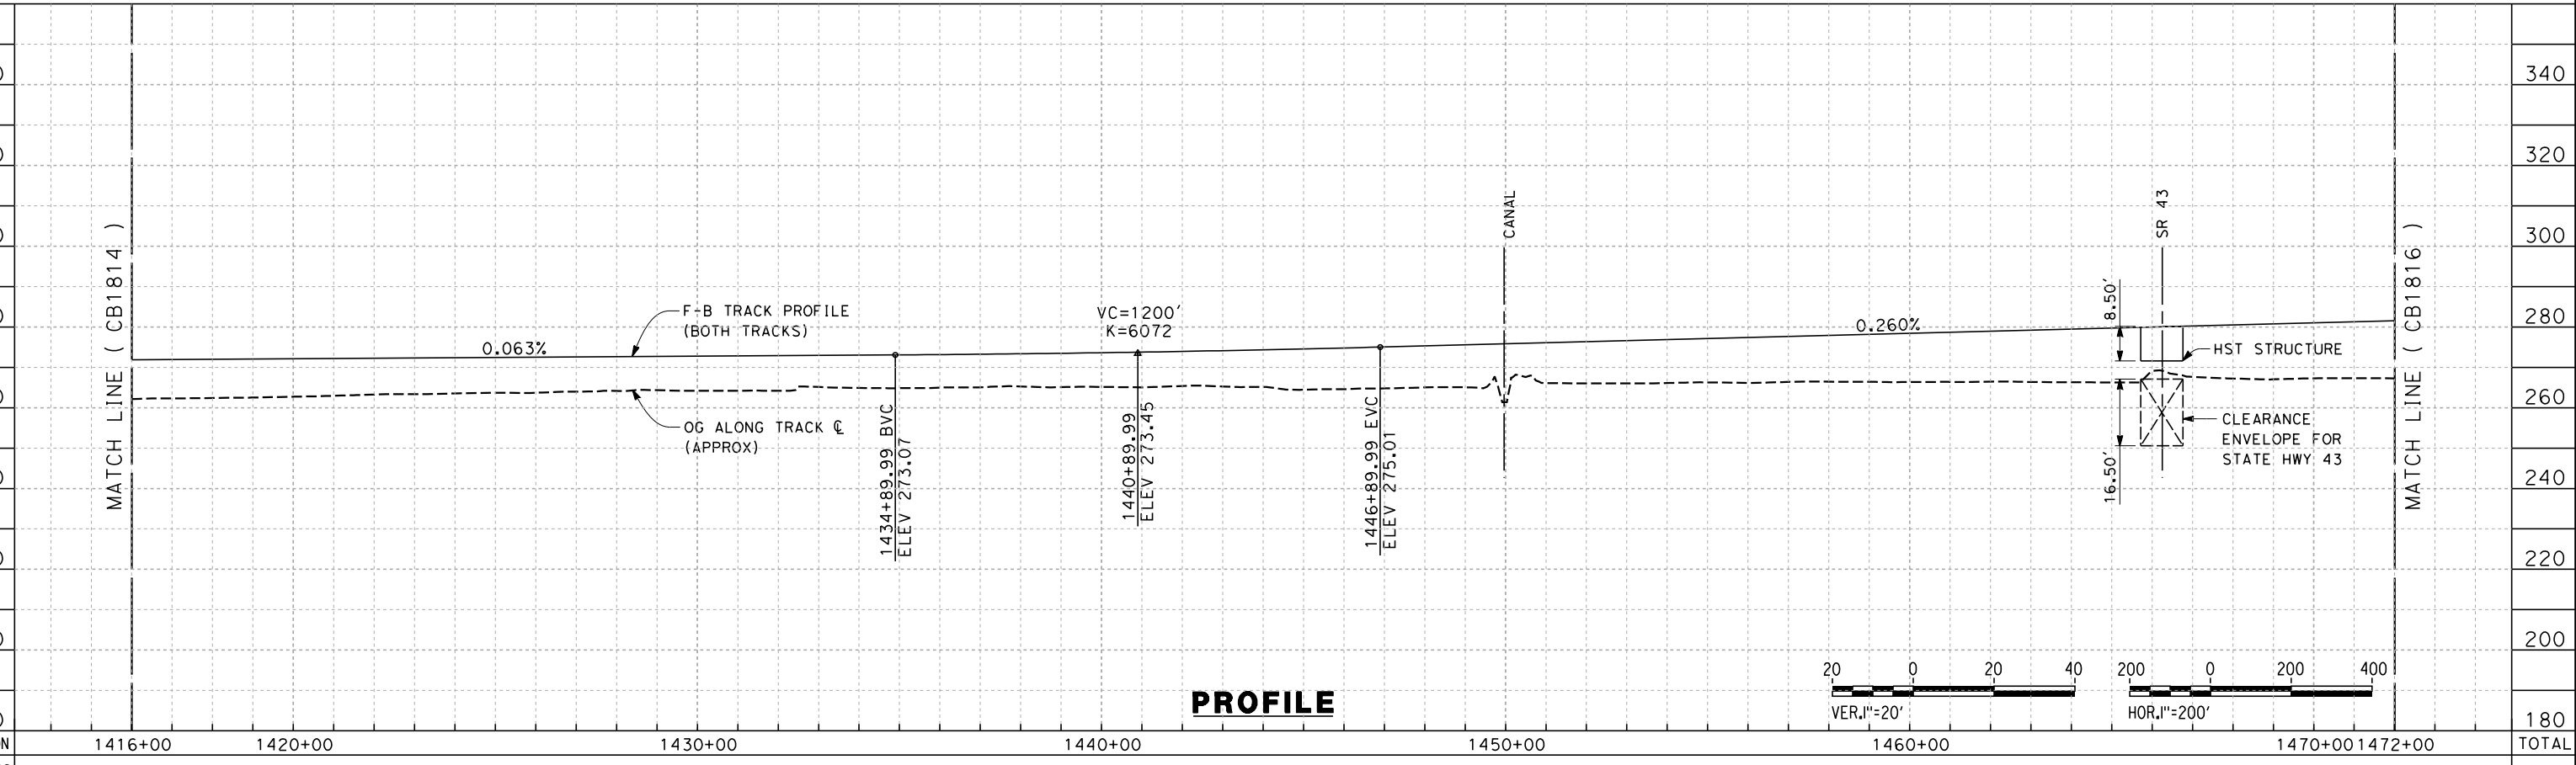 340
320
300
280
260
240
220
200
180
MATCH LINE ( CB1814 )
0.063%
F-B TRACK PROFILE
(BOTH TRACKS)
OG ALONG TRACK ℄
(APPROX)
1434+89.99 BVC
ELEV 273.07
VC=1200'
K=6072
1440+89.99
ELEV 273.45
1446+89.99 EVC
ELEV 275.01
CANAL
0.260%
SR 43
8.50'
HST STRUCTURE
16.50'
CLEARANCE
ENVELOPE FOR
STATE HWY 43
MATCH LINE ( CB1816 )
PROFILE
20 0 20 40
VER.1"=20'
200 0 200 400
HOR.1"=200'
1416+00 1420+00 1430+00 1440+00 1450+00 1460+00 1470+00 1472+00 TOTAL